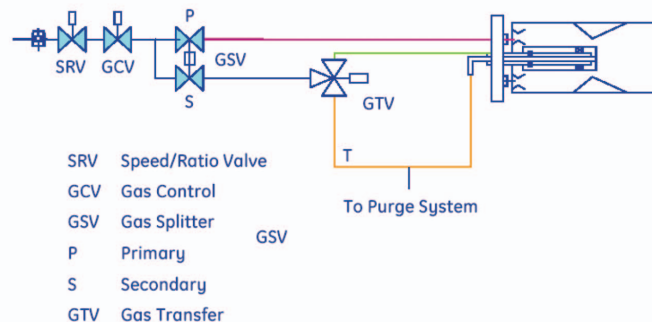 P
SRV GCV GSV
S
GTV
T
To Purge System
SRV Speed/Ratio Valve
GCV Gas Control
GSV Gas Splitter
GSV
P Primary
S Secondary
GTV Gas Transfer